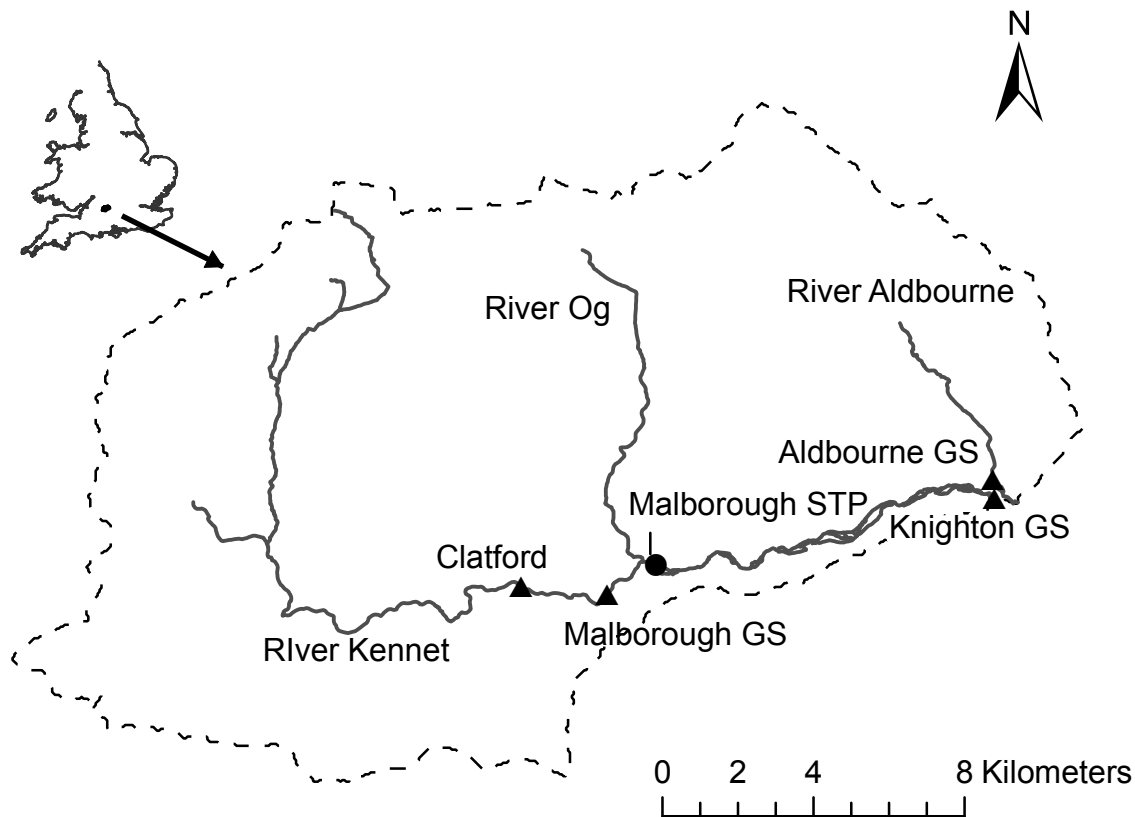 N
River Og
River Aldbourne
Aldbourne GS
Malborough STP
Knighton GS
Clatford
Malborough GS
RIver Kennet
0 2 4 8 Kilometers